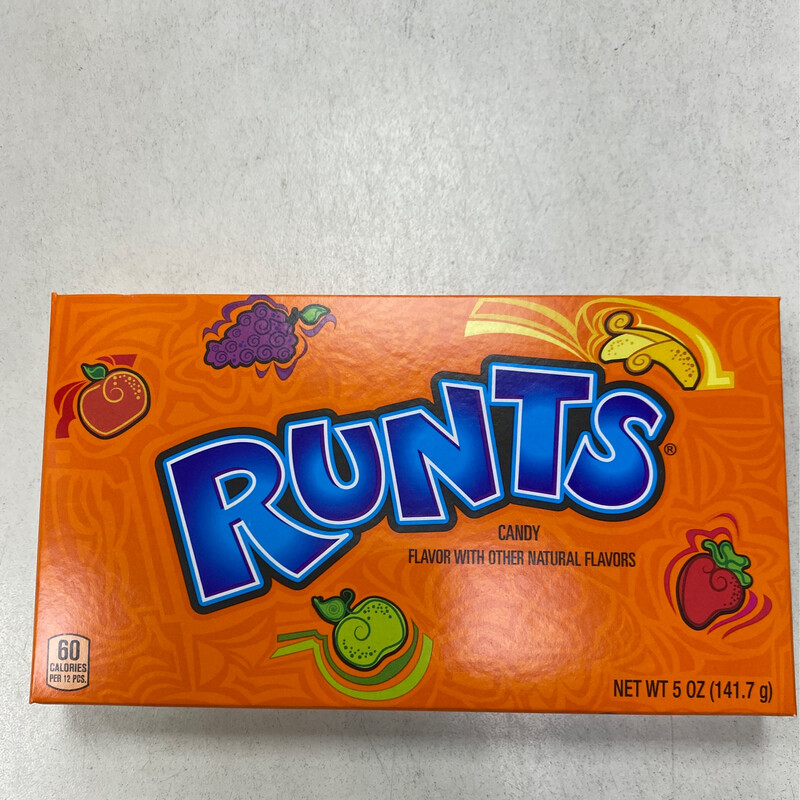 RUNTS®
CANDY
FLAVOR WITH OTHER NATURAL FLAVORS
60
CALORIES
PER 12 PCS.
NET WT 5 OZ (141.7 g)